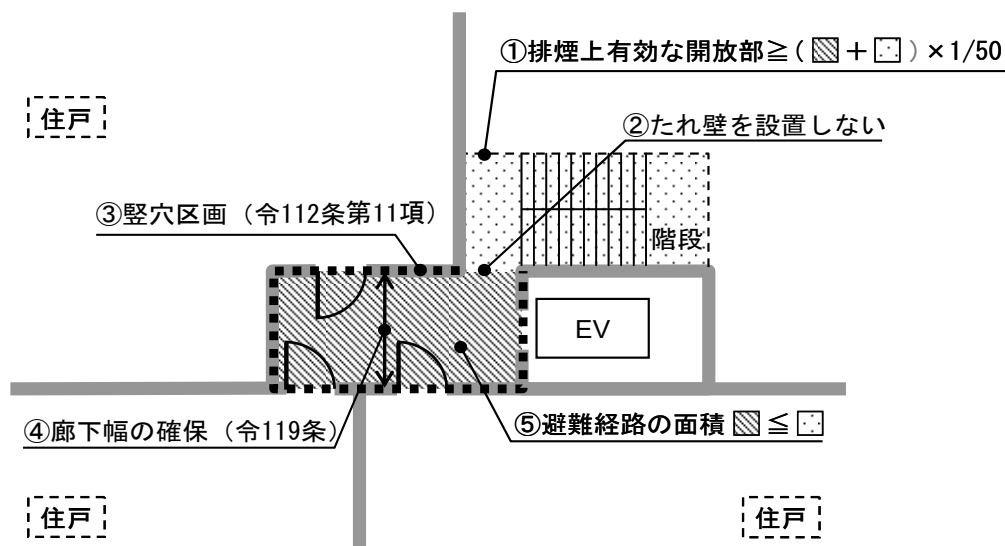 ①排煙上有効な開放部≧(▨+⬚)×1/50
住戸
②たれ壁を設置しない
③竪穴区画（令112条第11項）
階段
EV
④廊下幅の確保（令119条）
⑤避難経路の面積▨≦⬚
住戸
住戸